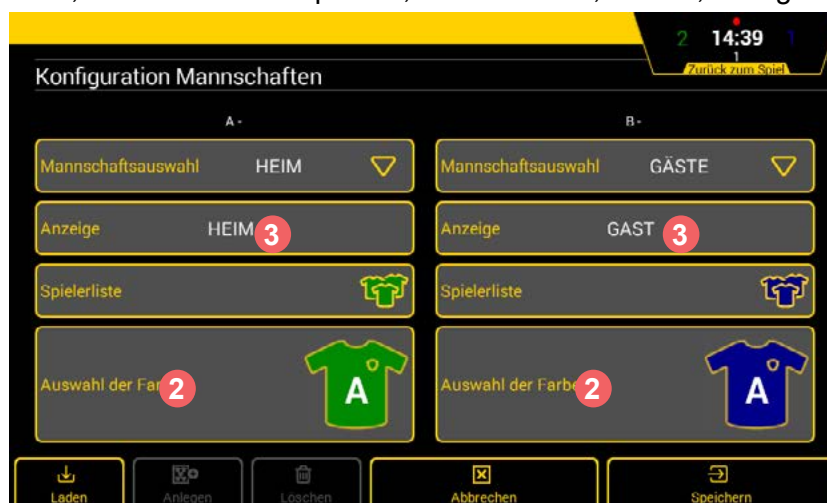 2 14:39 1
1
Zurück zum Spiel
Konfiguration Mannschaften
A -
B -
Mannschaftsauswahl HEIM
Mannschaftsauswahl GÄSTE
Anzeige HEIM 3
Anzeige GAST 3
Spielerliste
Spielerliste
Auswahl der 2
A
Auswahl der Farbe 2
A
Laden
Anlegen
Löschen
Abbrechen
Speichern